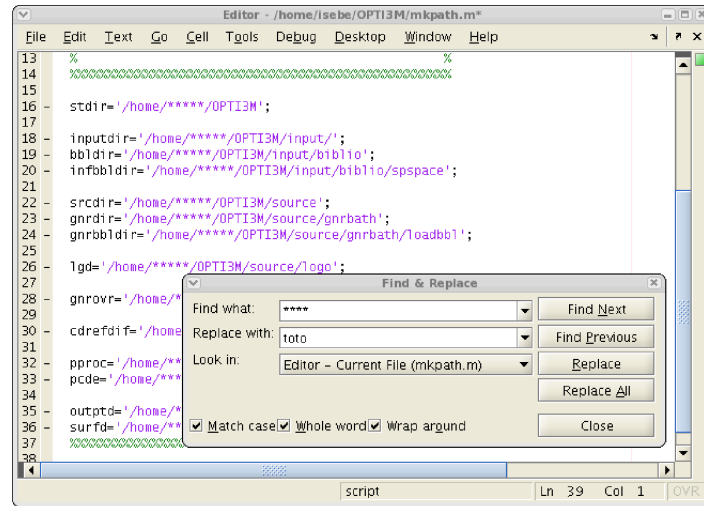 Editor - /home/isebe/OPTI3M/mkpath.m*
File Edit Text Go Cell Tools Debug Desktop Window Help
13 % %
14 %%%%%%%%%%%%%%%%%%%%%%%%%%%%%%%%%%%%%%%%%%%%%%%%%%
15
16 - stdir='/home/*****/OPTI3M';
17
18 - inputdir='/home/*****/OPTI3M/input/';
19 - bbldir='/home/*****/OPTI3M/input/biblio';
20 - infbbldir='/home/*****/OPTI3M/input/biblio/spspace';
21
22 - srcdir='/home/*****/OPTI3M/source';
23 - gnrdir='/home/*****/OPTI3M/source/gnrbath';
24 - gnrbbldir='/home/*****/OPTI3M/source/gnrbath/loadbbl';
25
26 - lgd='/home/*****/OPTI3M/source/logo';
27
28 - gnrovr='/home/*
29
30 - cdrefdif='/home
31
32 - pproc='/home/**
33 - pcde='/home/***
34
35 - outptd='/home/*
36 - surfd='/home/**
37 %%%%%%%%%%%%%%%
38
Find & Replace
Find what: ****
Find Next
Replace with: toto
Find Previous
Look in: Editor - Current File (mkpath.m)
Replace
Replace All
Match case Whole word Wrap around
Close
script Ln 39 Col 1 OVR